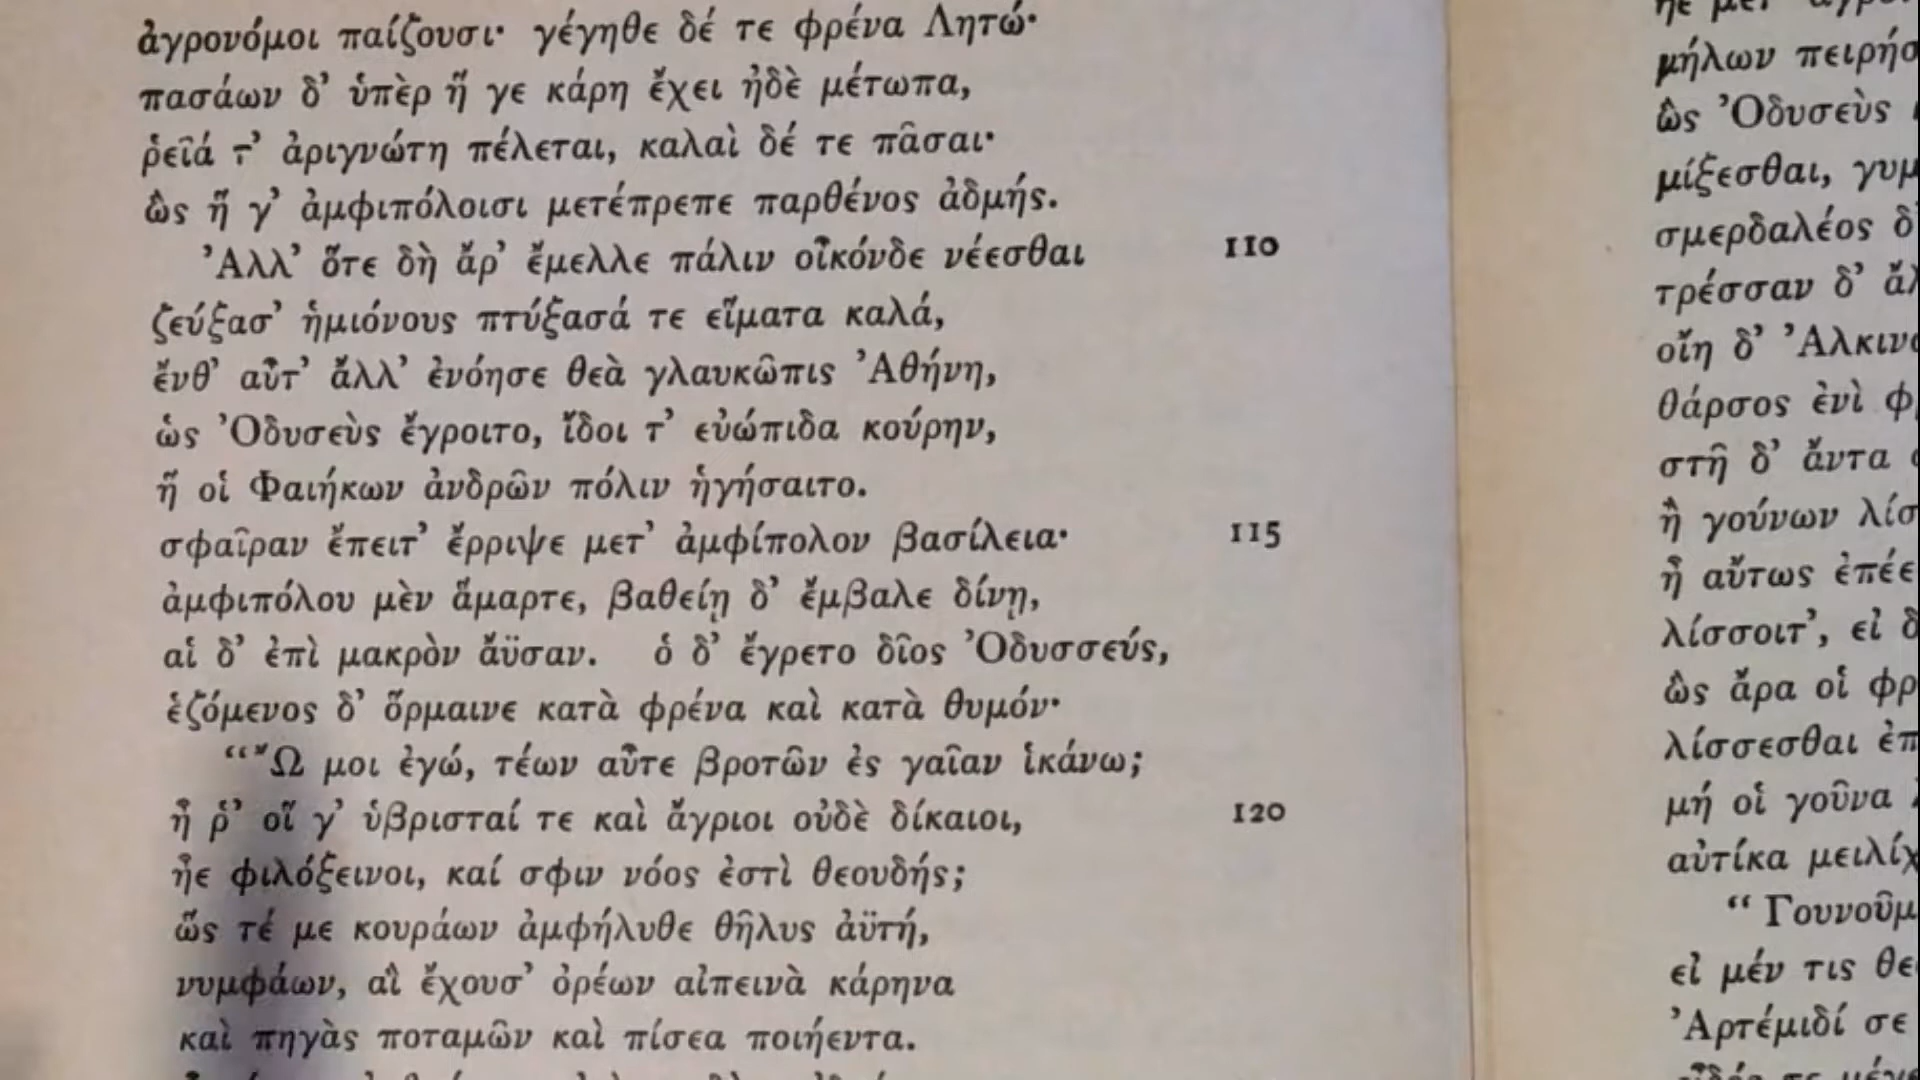 ἀγρονόμοι παίζουσι· γέγηθε δέ τε φρένα Λητώ·
πασάων δ’ ὑπὲρ ἥ γε κάρη ἔχει ἠδὲ μέτωπα,
ῥεῖά τ’ ἀριγνώτη πέλεται, καλαὶ δέ τε πᾶσαι·
ὣς ἥ γ’ ἀμφιπόλοισι μετέπρεπε παρθένος ἀδμής.
Ἀλλ’ ὅτε δὴ ἄρ’ ἔμελλε πάλιν οἶκόνδε νέεσθαι 110
ζεύξασ’ ἡμιόνους πτύξασά τε εἵματα καλά,
ἔνθ’ αὖτ’ ἄλλ’ ἐνόησε θεὰ γλαυκῶπις Ἀθήνη,
ὡς Ὀδυσεὺς ἔγροιτο, ἴδοι τ’ εὐώπιδα κούρην,
ἥ οἱ Φαιήκων ἀνδρῶν πόλιν ἡγήσαιτο.
σφαῖραν ἔπειτ’ ἔρριψε μετ’ ἀμφίπολον βασίλεια· 115
ἀμφιπόλου μὲν ἅμαρτε, βαθείῃ δ’ ἔμβαλε δίνῃ,
αἱ δ’ ἐπὶ μακρὸν ἄϋσαν. ὁ δ’ ἔγρετο δῖος Ὀδυσσεύς,
ἑζόμενος δ’ ὅρμαινε κατὰ φρένα καὶ κατὰ θυμόν·
“Ὤ μοι ἐγώ, τέων αὖτε βροτῶν ἐς γαῖαν ἱκάνω;
ἦ ῥ’ οἵ γ’ ὑβρισταί τε καὶ ἄγριοι οὐδὲ δίκαιοι, 120
ἦε φιλόξεινοι, καί σφιν νόος ἐστὶ θεουδής;
ὥς τέ με κουράων ἀμφήλυθε θῆλυς ἀϋτή,
νυμφάων, αἳ ἔχουσ’ ὀρέων αἰπεινὰ κάρηνα
καὶ πηγὰς ποταμῶν καὶ πίσεα ποιήεντα.
μήλων
ὣς Ὀδυσεὺς
μίξεσθαι,
σμερδαλέος
τρέσσαν δ’
οἴη δ’
θάρσος ἐνὶ
στῆ δ’ ἄντα
ἢ γούνων
ἢ αὔτως
λίσσοιτ’, εἰ
ὣς ἄρα οἱ
λίσσεσθαι
μή οἱ γοῦνα
αὐτίκα
“
εἰ μέν τις
Ἀρτέμιδί σε